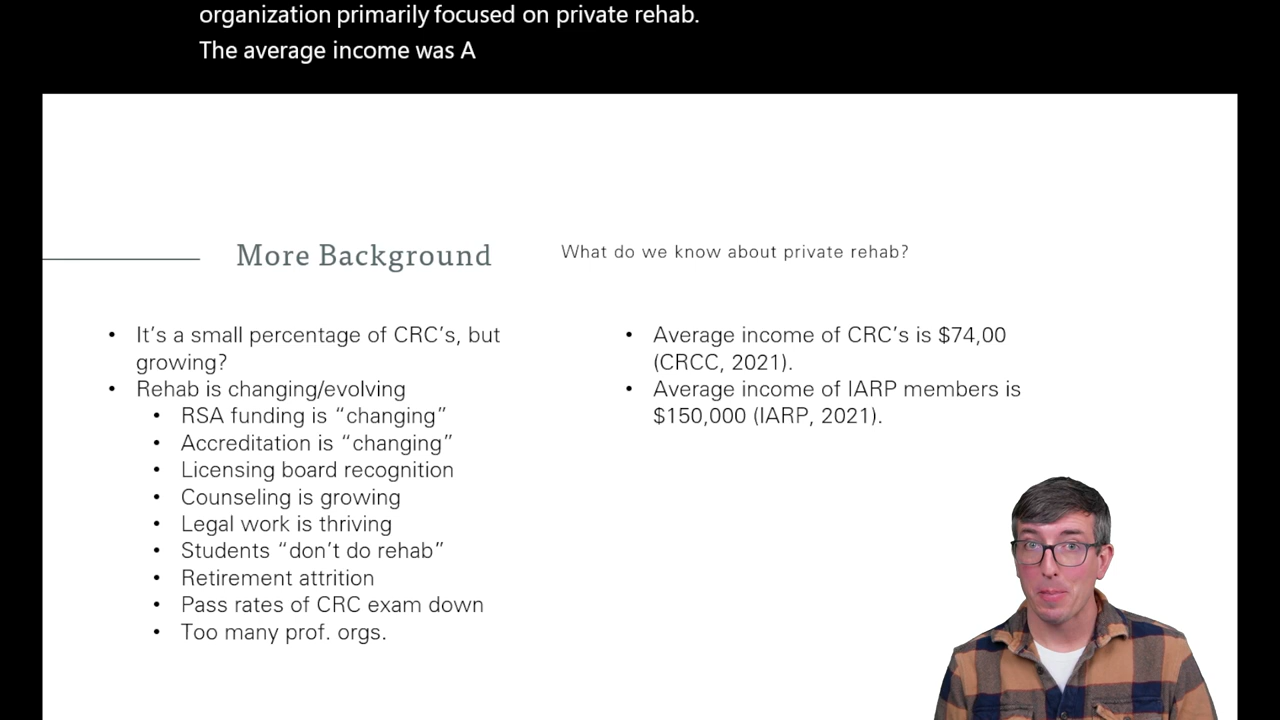 organization primarily focused on private rehab.
The average income was A
More Background
What do we know about private rehab?
• It's a small percentage of CRC's, but
growing?
• Rehab is changing/evolving
• RSA funding is “changing”
• Accreditation is “changing”
• Licensing board recognition
• Counseling is growing
• Legal work is thriving
• Students “don't do rehab”
• Retirement attrition
• Pass rates of CRC exam down
• Too many prof. orgs.
• Average income of CRC's is $74,00
(CRCC, 2021).
• Average income of IARP members is
$150,000 (IARP, 2021).